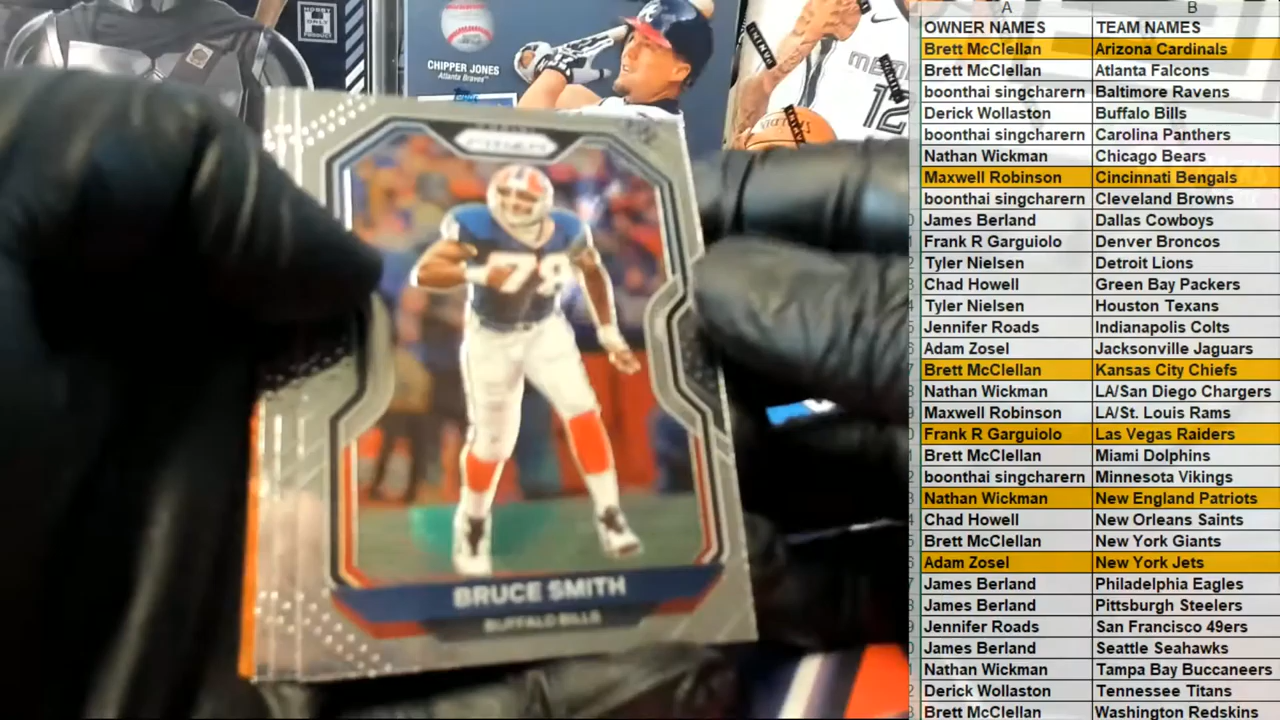 HOBBY
ONLY
PRODUCT
CHIPPER JONES
Atlanta Braves
12
PRIZM
78
BRUCE SMITH
BUFFALO BILLS
A B
OWNER NAMES TEAM NAMES
Brett McClellan Arizona Cardinals
Brett McClellan Atlanta Falcons
boonthai singcharern Baltimore Ravens
Derick Wollaston Buffalo Bills
boonthai singcharern Carolina Panthers
Nathan Wickman Chicago Bears
Maxwell Robinson Cincinnati Bengals
boonthai singcharern Cleveland Browns
James Berland Dallas Cowboys
Frank R Garguiolo Denver Broncos
Tyler Nielsen Detroit Lions
Chad Howell Green Bay Packers
Tyler Nielsen Houston Texans
Jennifer Roads Indianapolis Colts
Adam Zosel Jacksonville Jaguars
Brett McClellan Kansas City Chiefs
Nathan Wickman LA/San Diego Chargers
Maxwell Robinson LA/St. Louis Rams
Frank R Garguiolo Las Vegas Raiders
Brett McClellan Miami Dolphins
boonthai singcharern Minnesota Vikings
Nathan Wickman New England Patriots
Chad Howell New Orleans Saints
Brett McClellan New York Giants
Adam Zosel New York Jets
James Berland Philadelphia Eagles
James Berland Pittsburgh Steelers
Jennifer Roads San Francisco 49ers
James Berland Seattle Seahawks
Nathan Wickman Tampa Bay Buccaneers
Derick Wollaston Tennessee Titans
Brett McClellan Washington Redskins